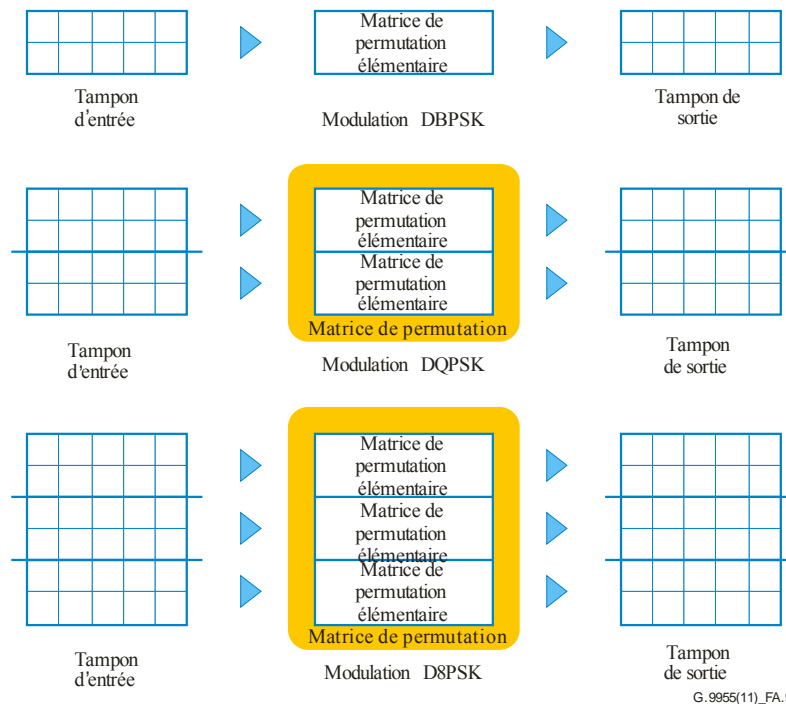 Matrice de
permutation
élémentaire
Tampon
d'entrée
Modulation DBPSK
Tampon de
sortie
Matrice de
permutation
élémentaire
Matrice de
permutation
élémentaire
Matrice de permutation
Tampon
d'entrée
Modulation DQPSK
Tampon
de sortie
Matrice de
permutation
élémentaire
Matrice de
permutation
élémentaire
Matrice de
permutation
élémentaire
Matrice de permutation
Tampon
d'entrée
Modulation D8PSK
Tampon
de sortie
G.9955(11)_FA.